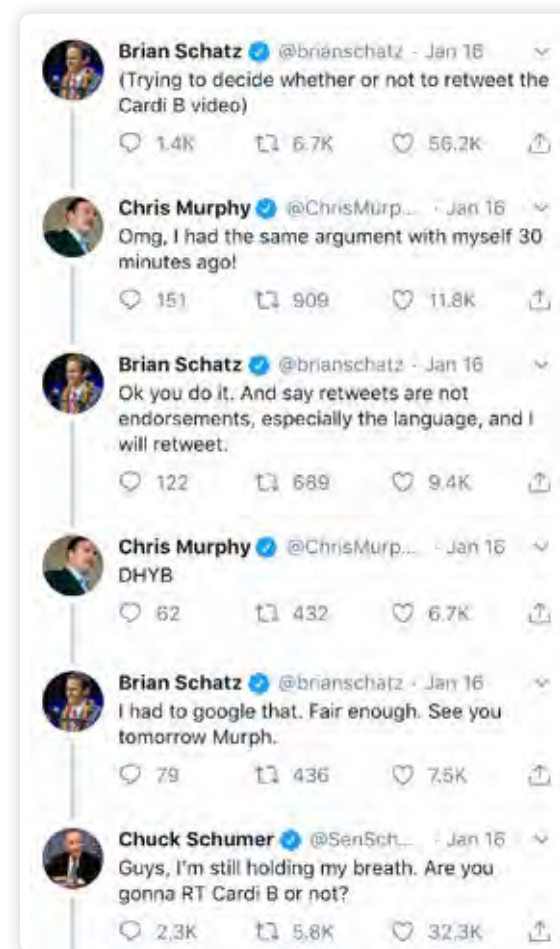 Brian Schatz @brianschatz · Jan 16
(Trying to decide whether or not to retweet the
Cardi B video)
1.4K 6.7K 56.2K
Chris Murphy @ChrisMurp... · Jan 16
Omg, I had the same argument with myself 30
minutes ago!
151 909 11.8K
Brian Schatz @brianschatz · Jan 16
Ok you do it. And say retweets are not
endorsements, especially the language, and I
will retweet.
122 689 9.4K
Chris Murphy @ChrisMurp... · Jan 16
DHYB
62 432 6.7K
Brian Schatz @brianschatz · Jan 16
I had to google that. Fair enough. See you
tomorrow Murph.
79 436 7.5K
Chuck Schumer @SenSch... · Jan 16
Guys, I'm still holding my breath. Are you
gonna RT Cardi B or not?
2.3K 5.8K 32.3K